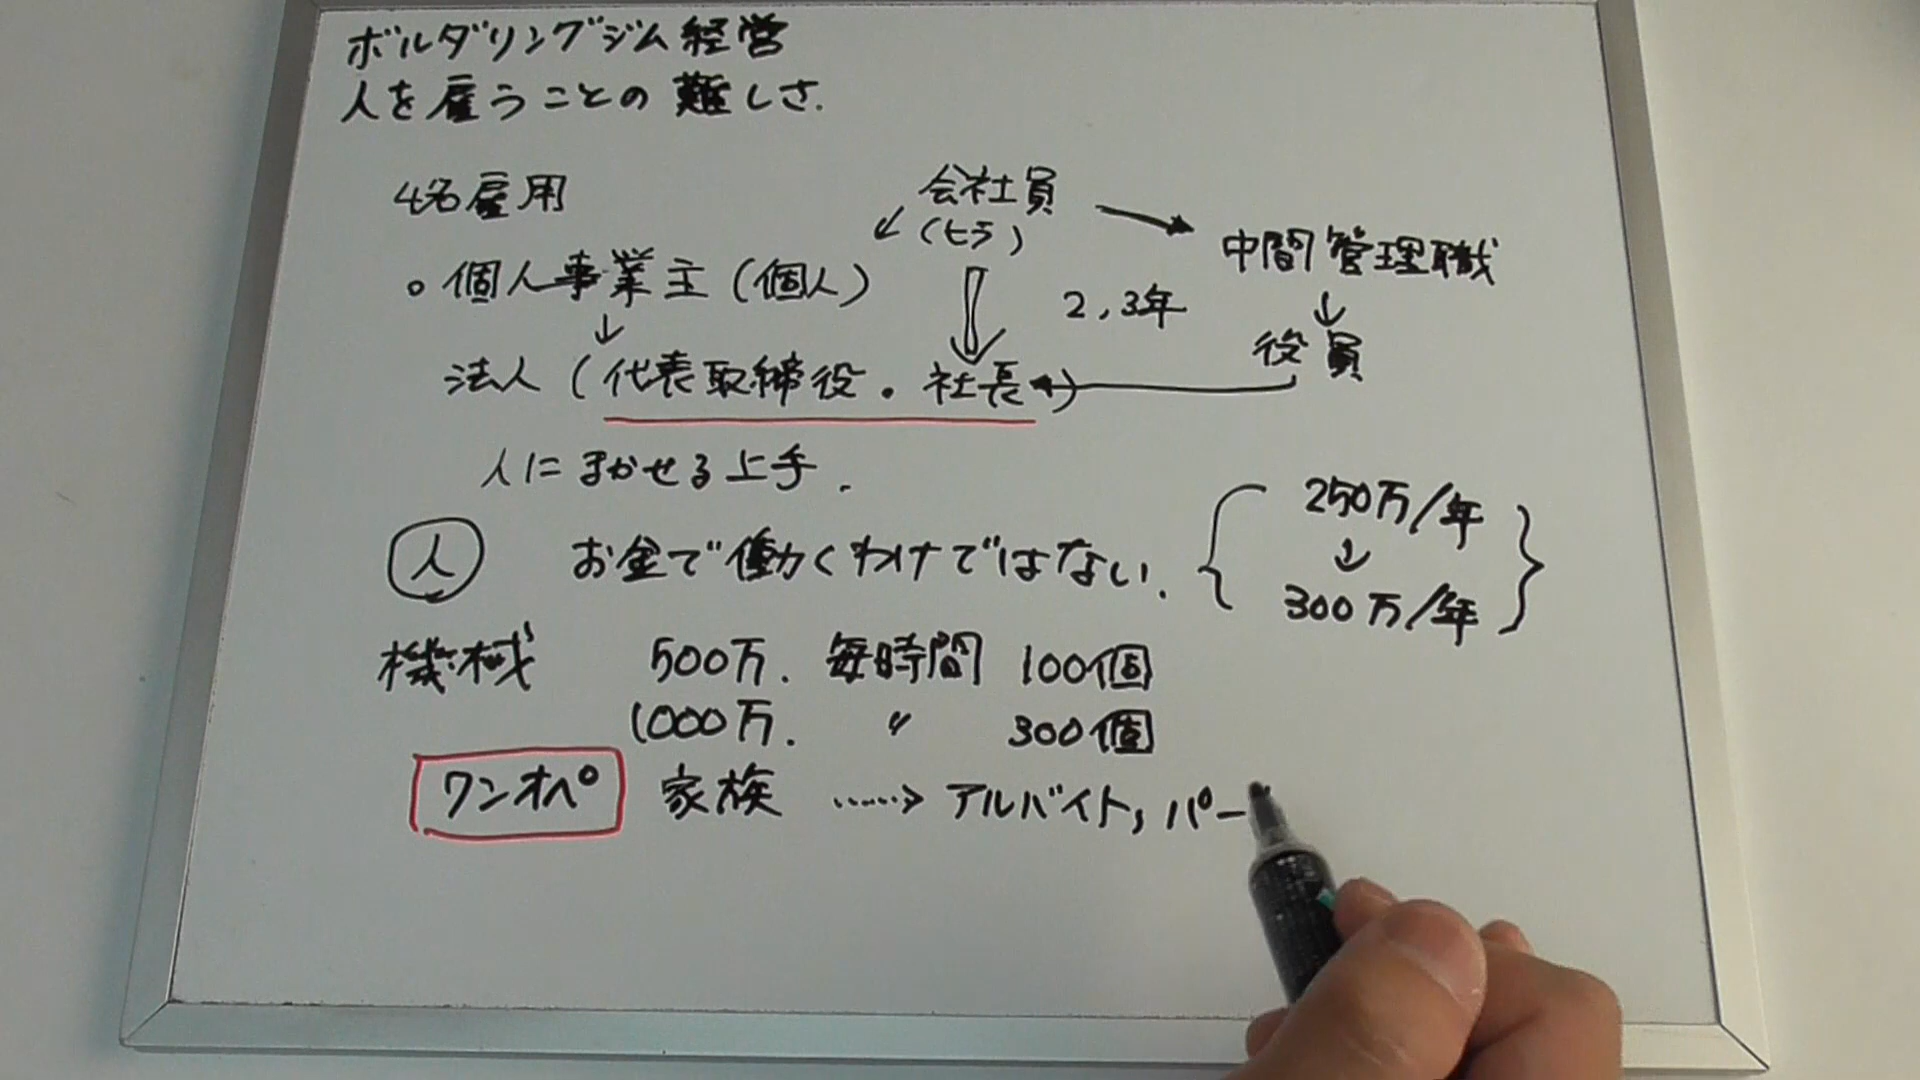 ボルダリングジム経営
人を雇うことの難しさ.
4名雇用
会社員
(ヒラ)
中間管理職
。個人事業主(個人)
2,3年
↓
役員
法人(代表取締役・社長)
人にまかせる上手.
人 お金で働くわけではない.
250万/年
↓
300万/年
機械 500万. 毎時間 100個
1000万. 〃 300個
ワンオペ 家族 ‥‥‥> アルバイト,パー